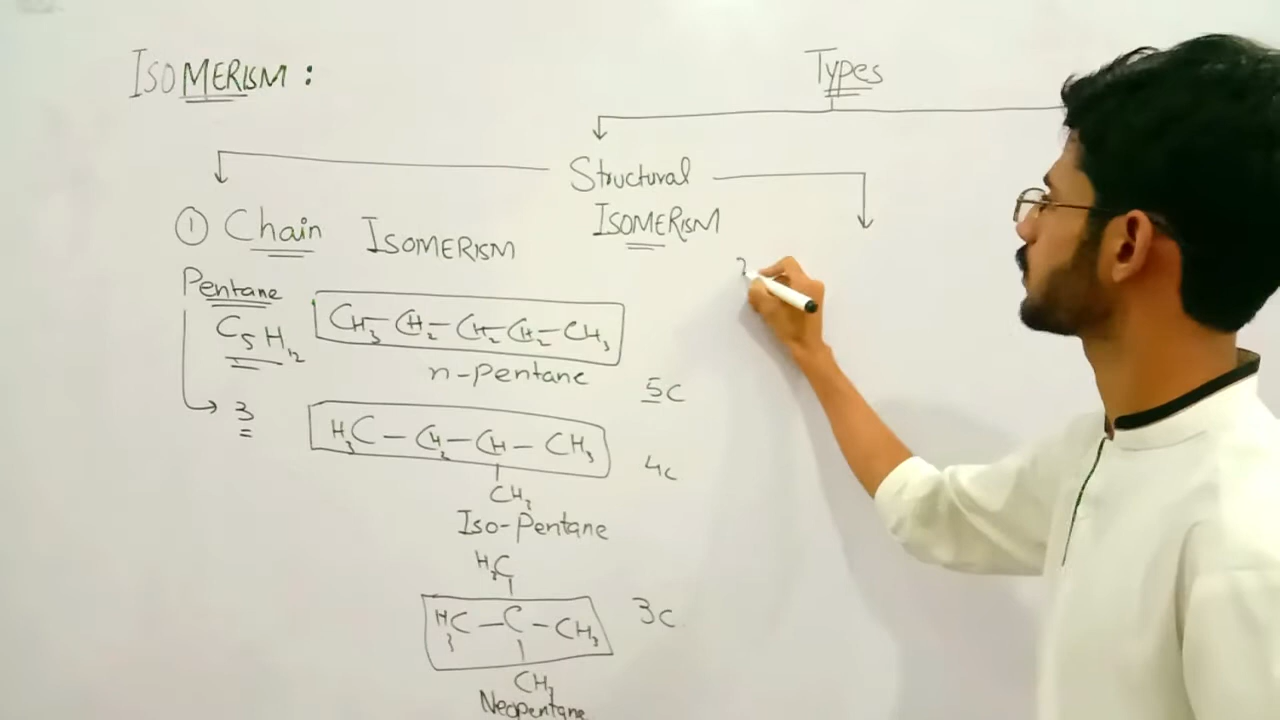 ISOMERISM :
Types
Structural
ISOMERISM
① Chain ISOMERISM
Pentane
C₅H₁₂
3
CH₃-CH₂-CH₂-CH₂-CH₃
n-pentane
5C
H₃C-CH₂-CH-CH₃
CH₃
4C
Iso-Pentane
H₃C
H₃C-C-CH₃
3C
CH₃
Neopentane